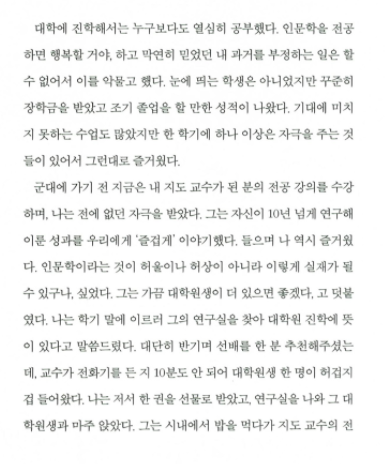 대학에 진학해서는 누구보다도 열심히 공부했다. 인문학을 전공
하면 행복할 거야, 하고 막연히 믿었던 내 과거를 부정하는 일은 할
수 없어서 이를 악물고 했다. 눈에 띄는 학생은 아니었지만 꾸준히
장학금을 받았고 조기 졸업을 할 만한 성적이 나왔다. 기대에 미치
지 못하는 수업도 많았지만 한 학기에 하나 이상은 자극을 주는 것
들이 있어서 그런대로 즐거웠다.
군대에 가기 전 지금은 내 지도 교수가 된 분의 전공 강의를 수강
하며, 나는 전에 없던 자극을 받았다. 그는 자신이 10년 넘게 연구해
이룬 성과를 우리에게 '즐겁게' 이야기했다. 들으며 나 역시 즐거웠
다. 인문학이라는 것이 허울이나 허상이 아니라 이렇게 실재가 될
수 있구나, 싶었다. 그는 가끔 대학원생이 더 있으면 좋겠다, 고 덧붙
였다. 나는 학기 말에 이르러 그의 연구실을 찾아 대학원 진학에 뜻
이 있다고 말씀드렸다. 대단히 반기며 선배를 한 분 추천해주셨는
데, 교수가 전화기를 든 지 10분도 안 되어 대학원생 한 명이 허겁지
겁 들어왔다. 나는 저서 한 권을 선물로 받았고, 연구실을 나와 그 대
학원생과 마주 앉았다. 그는 시내에서 밥을 먹다가 지도 교수의 전